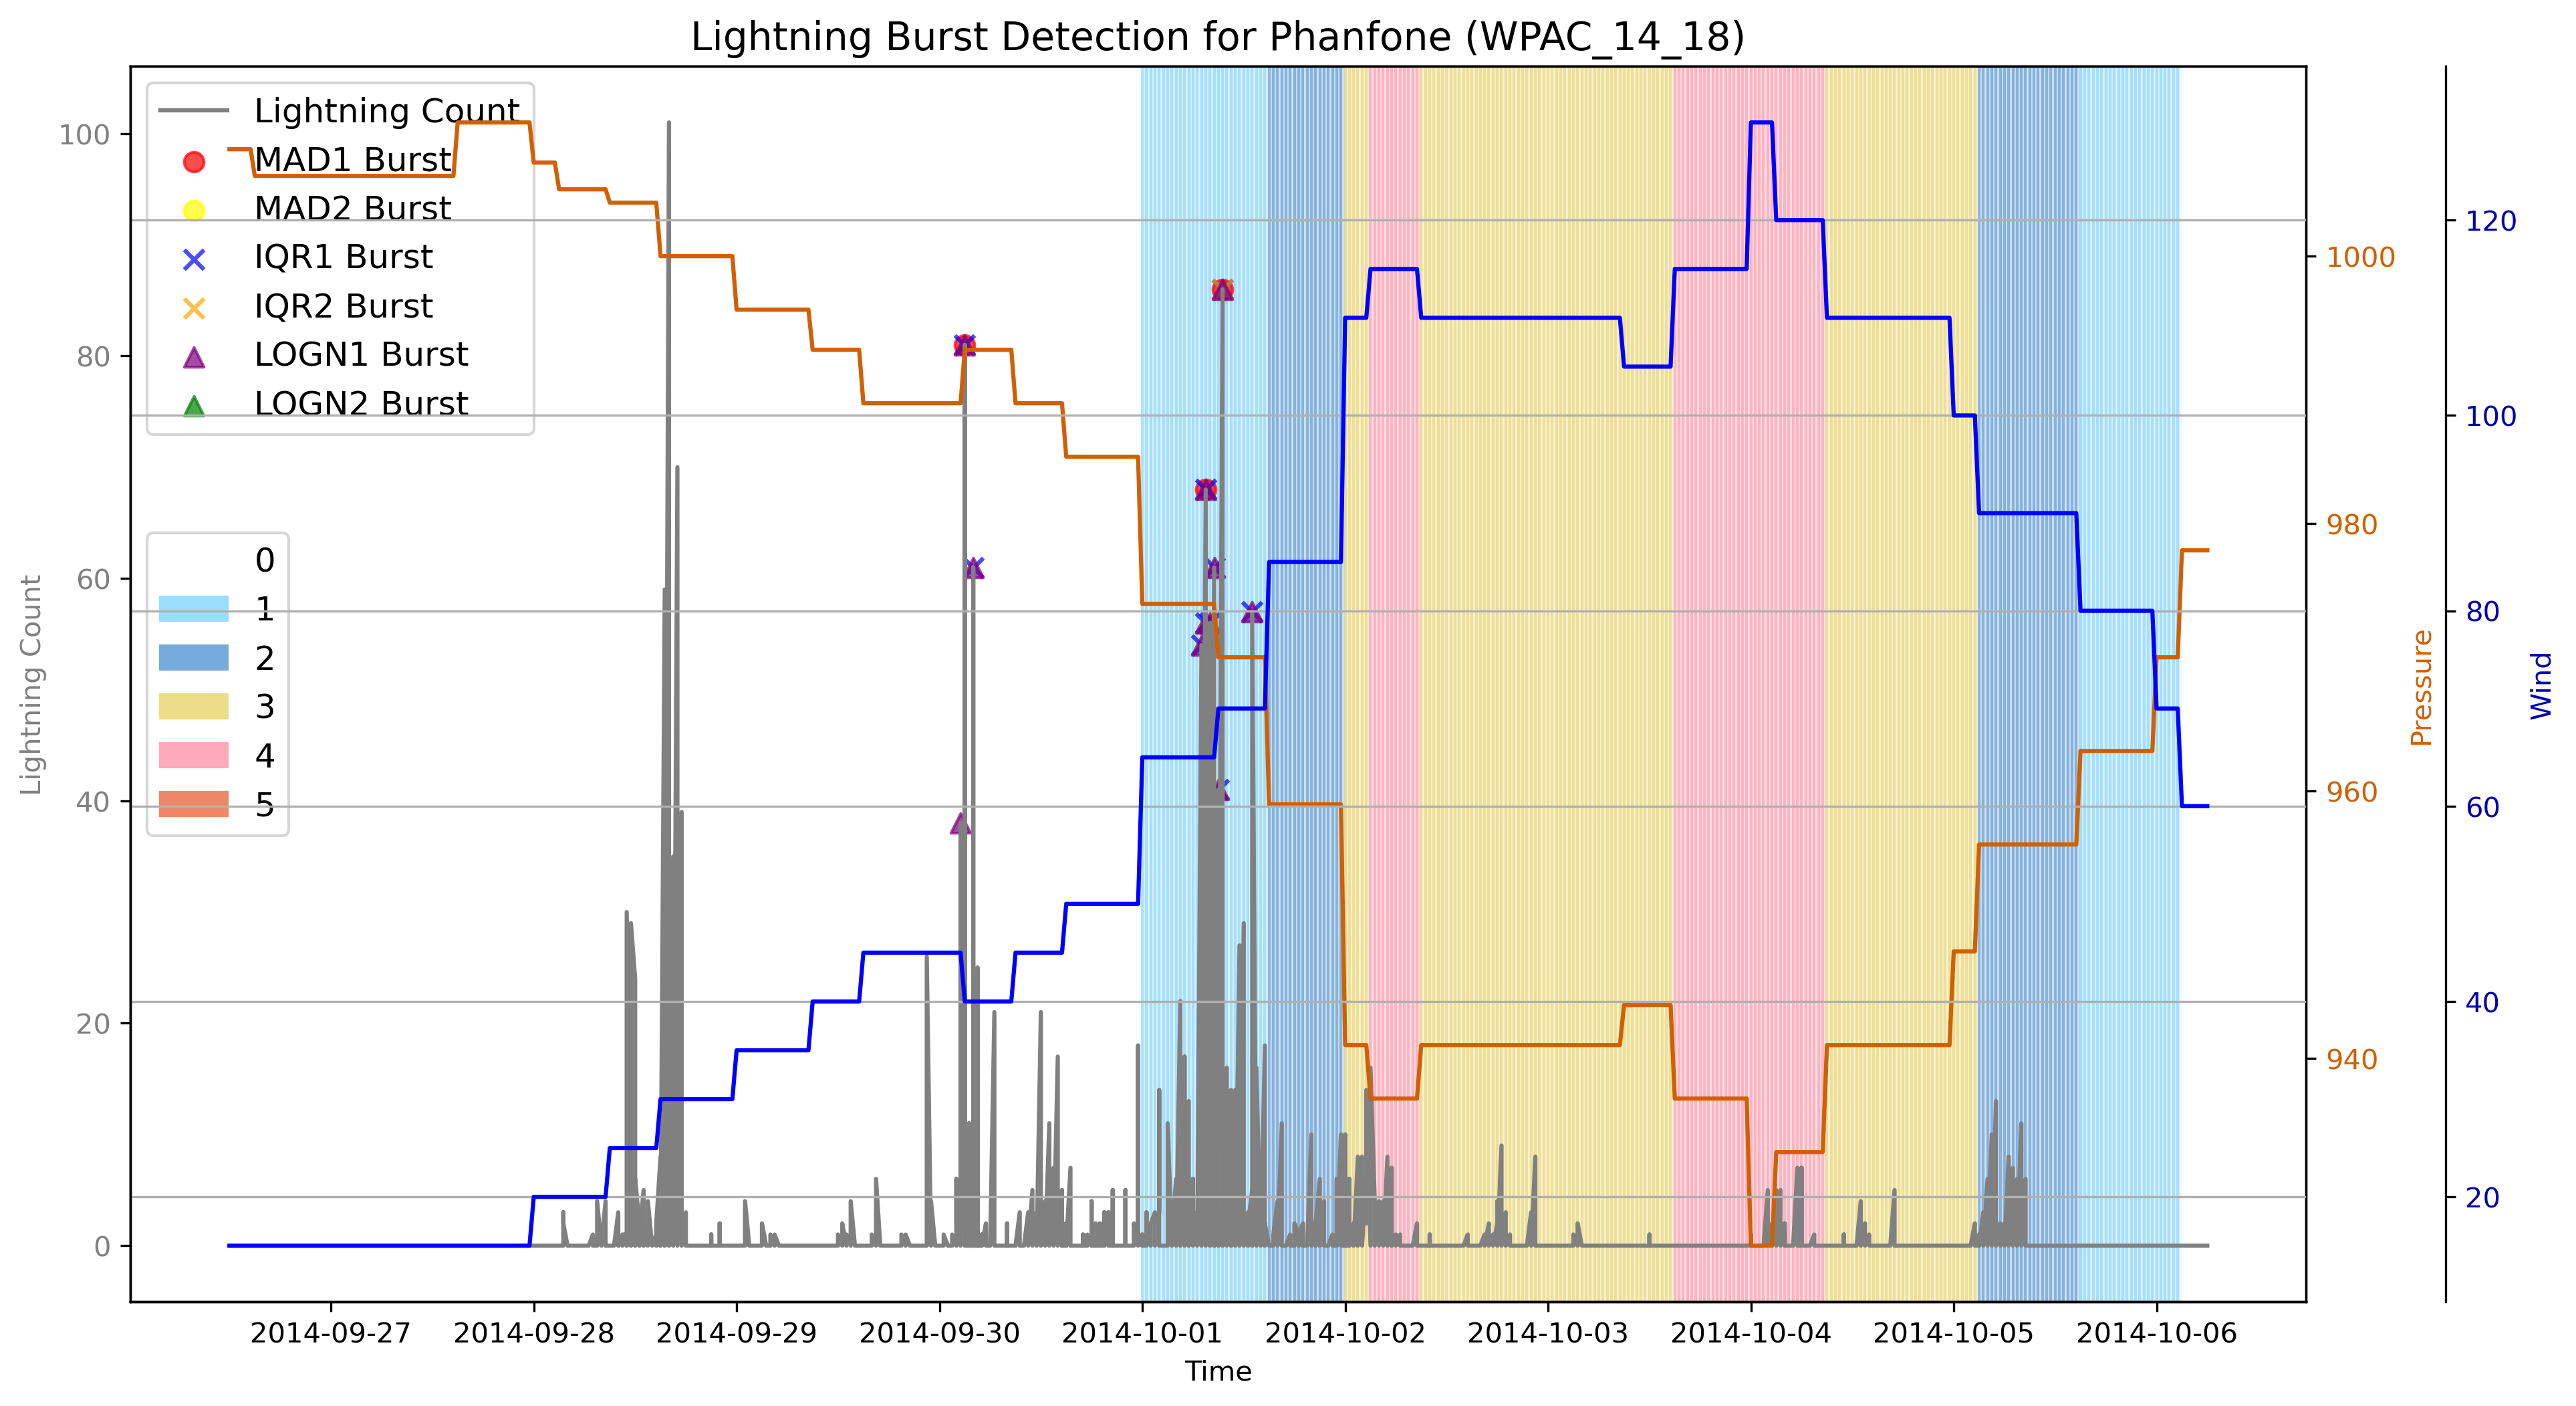 Lightning Burst Detection for Phanfone (WPAC_14_18)
Lightning Count
MAD1 Burst
MAD2 Burst
IQR1 Burst
IQR2 Burst
LOGN1 Burst
LOGN2 Burst
0
1
2
3
4
5
Lightning Count
100
80
60
40
20
0
1000
980
960
940
Pressure
120
100
80
60
40
20
Wind
2014-09-27 2014-09-28 2014-09-29 2014-09-30 2014-10-01 2014-10-02 2014-10-03 2014-10-04 2014-10-05 2014-10-06
Time